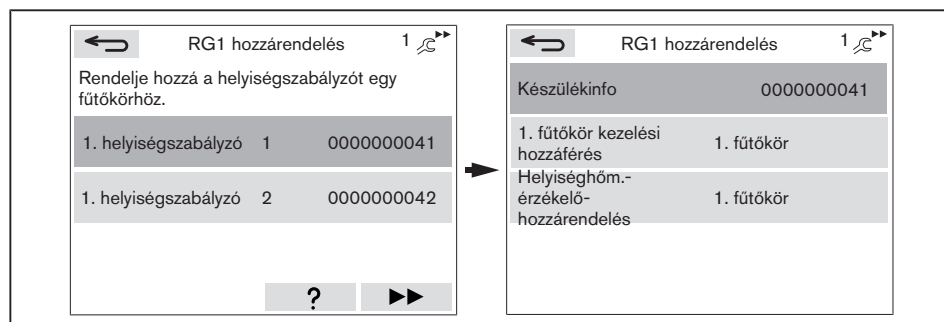 RG1 hozzárendelés 1
Rendelje hozzá a helyiségszabályzót egy
fűtőkörhöz.
1. helyiségszabályzó 1 0000000041
1. helyiségszabályzó 2 0000000042
?
RG1 hozzárendelés 1
Készülékinfo 0000000041
1. fűtőkör kezelési
hozzáférés
1. fűtőkör
Helyiséghőm.-
érzékelő-
hozzárendelés
1. fűtőkör